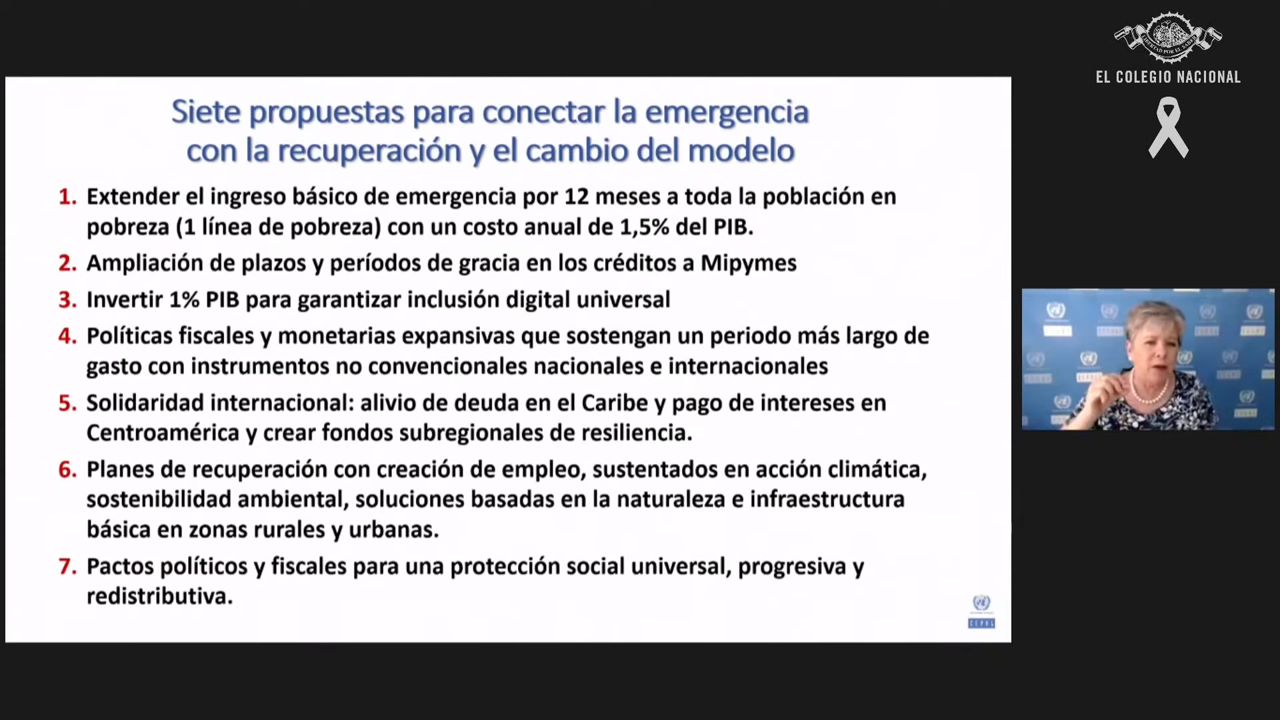 EL COLEGIO NACIONAL
Siete propuestas para conectar la emergencia
con la recuperación y el cambio del modelo
1. Extender el ingreso básico de emergencia por 12 meses a toda la población en
pobreza (1 línea de pobreza) con un costo anual de 1,5% del PIB.
2. Ampliación de plazos y períodos de gracia en los créditos a Mipymes
3. Invertir 1% PIB para garantizar inclusión digital universal
4. Políticas fiscales y monetarias expansivas que sostengan un periodo más largo de
gasto con instrumentos no convencionales nacionales e internacionales
5. Solidaridad internacional: alivio de deuda en el Caribe y pago de intereses en
Centroamérica y crear fondos subregionales de resiliencia.
6. Planes de recuperación con creación de empleo, sustentados en acción climática,
sostenibilidad ambiental, soluciones basadas en la naturaleza e infraestructura
básica en zonas rurales y urbanas.
7. Pactos políticos y fiscales para una protección social universal, progresiva y
redistributiva.
CEPAL